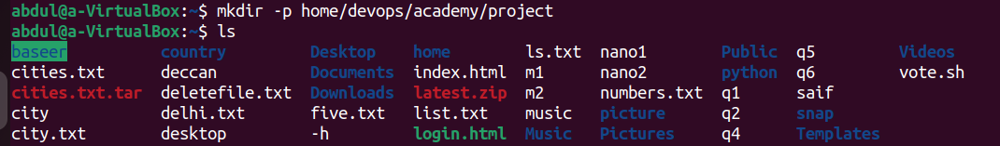 abdul@a-VirtualBox:~$ mkdir -p home/devops/academy/project
abdul@a-VirtualBox:~$ ls
baseer country Desktop home ls.txt nano1 Public q5 Videos
cities.txt deccan Documents index.html m1 nano2 python q6 vote.sh
cities.txt.tar deletefile.txt Downloads latest.zip m2 numbers.txt q1 saif
city delhi.txt five.txt list.txt music picture q2 snap
city.txt desktop -h login.html Music Pictures q4 Templates